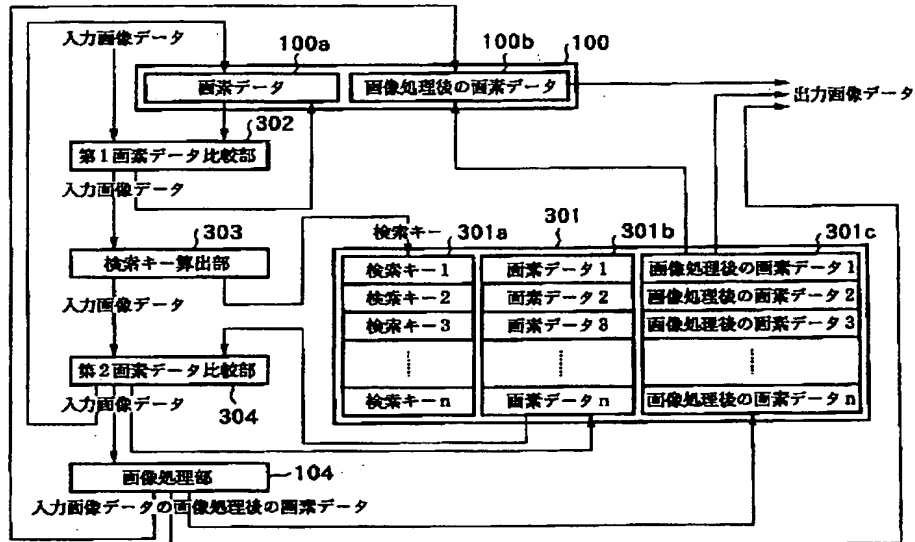 入力画像データ
100a
100b
100
画素データ
画像処理後の画素データ
出力画像データ
302
第1画素データ比較部
入力画像データ
303
検索キー算出部
入力画像データ
検索キー
301a
301
301b
301c
検索キー1
画素データ1
画像処理後の画素データ1
検索キー2
画素データ2
画像処理後の画素データ2
検索キー3
画素データ3
画像処理後の画素データ3
検索キーn
画素データn
画像処理後の画素データn
第2画素データ比較部
入力画像データ
304
画像処理部
104
入力画像データの画像処理後の画素データ